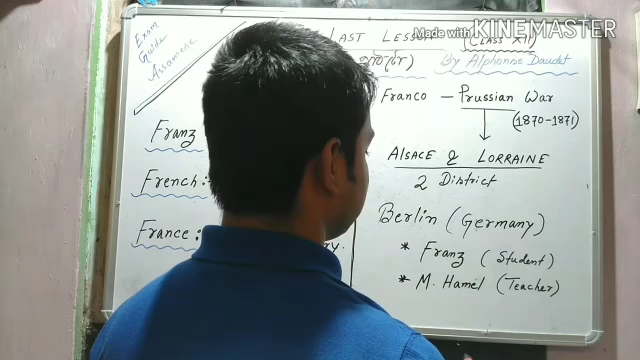 Exam
Guide
Assamese
LAST LESSON
(CLASS XII)
Made with KINEMASTER
By Alphonse Daudet
Franz
French :
France :
ry.
Franco - Prussian War
(1870-1871)
ALSACE & LORRAINE
2 District
Berlin (Germany)
* Franz (Student)
* M. Hamel (Teacher)